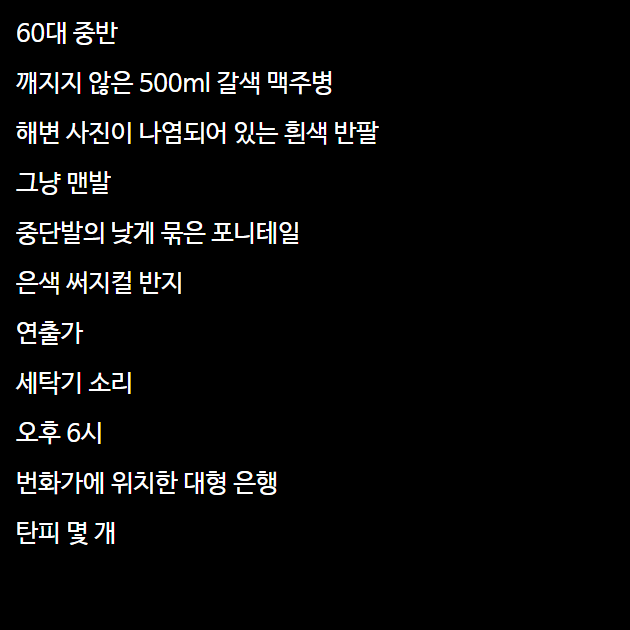 60대 중반
깨지지 않은 500ml 갈색 맥주병
해변 사진이 나염되어 있는 흰색 반팔
그냥 맨발
중단발의 낮게 묶은 포니테일
은색 써지컬 반지
연출가
세탁기 소리
오후 6시
번화가에 위치한 대형 은행
탄피 몇 개